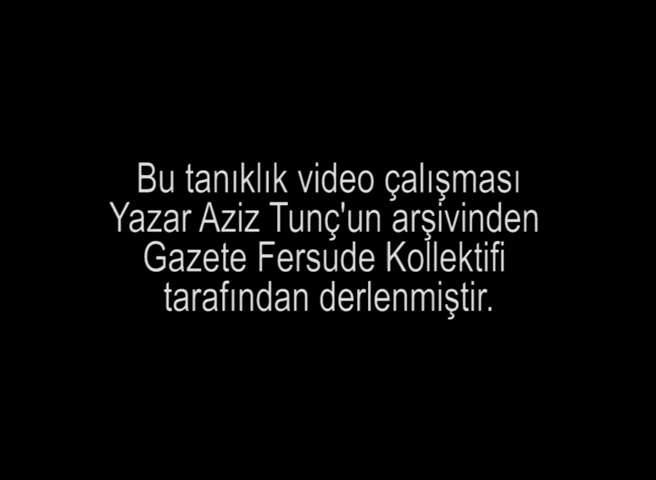 Bu tanıklık video çalışması
Yazar Aziz Tunç'un arşivinden
Gazete Fersude Kollektifi
tarafından derlenmiştir.